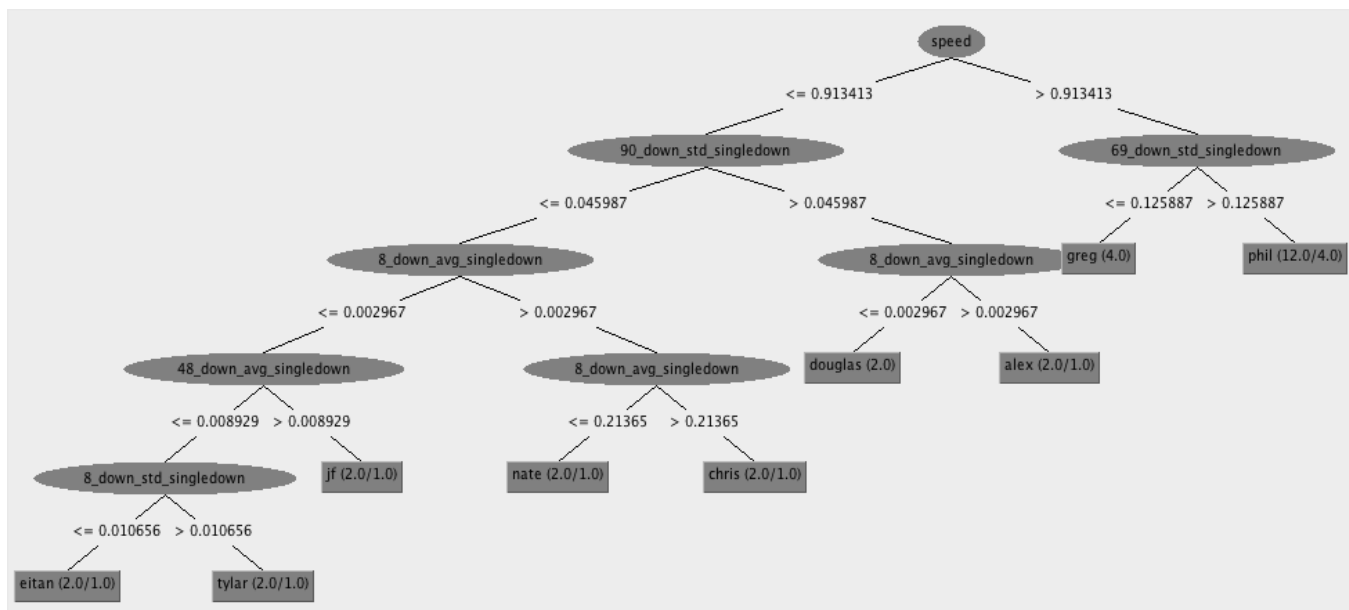 speed
<= 0.913413 > 0.913413
90_down_std_singledown 69_down_std_singledown
<= 0.045987 > 0.045987 <= 0.125887 > 0.125887
8_down_avg_singledown 8_down_avg_singledown greg (4.0) phil (12.0/4.0)
<= 0.002967 > 0.002967 <= 0.002967 > 0.002967
48_down_avg_singledown 8_down_avg_singledown douglas (2.0) alex (2.0/1.0)
<= 0.008929 > 0.008929 <= 0.21365 > 0.21365
8_down_std_singledown jf (2.0/1.0) nate (2.0/1.0) chris (2.0/1.0)
<= 0.010656 > 0.010656
eitan (2.0/1.0) tylar (2.0/1.0)